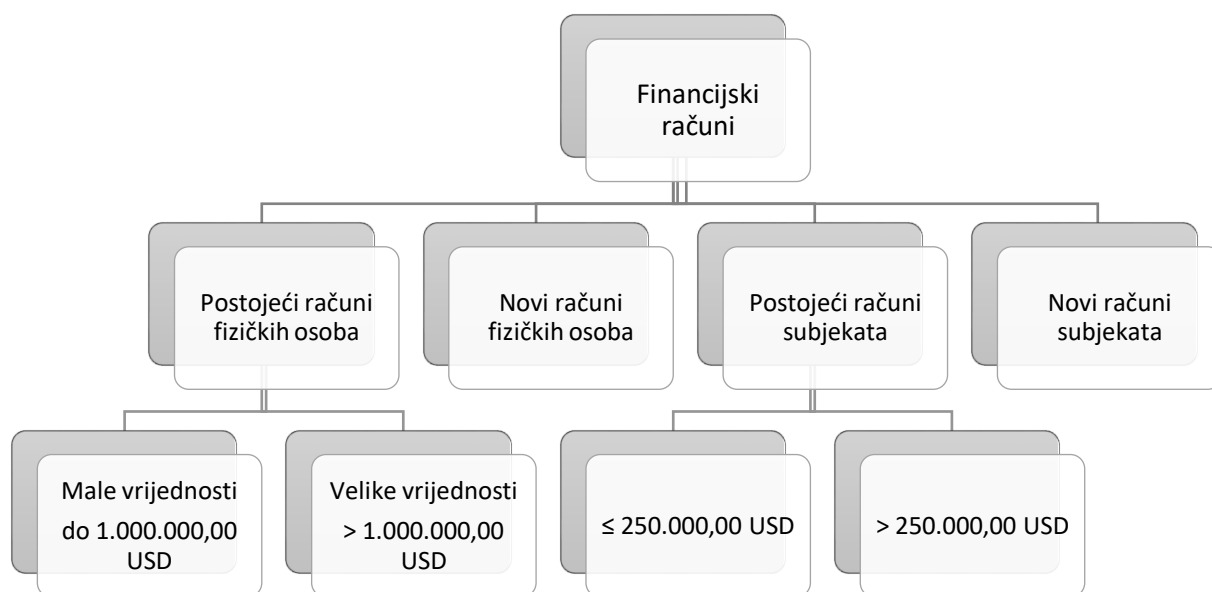 Financijski
računi
Postojeći računi
fizičkih osoba
Novi računi
fizičkih osoba
Postojeći računi
subjekata
Novi računi
subjekata
Male vrijednosti
do 1.000.000,00
USD
Velike vrijednosti
> 1.000.000,00
USD
≤ 250.000,00 USD
> 250.000,00 USD